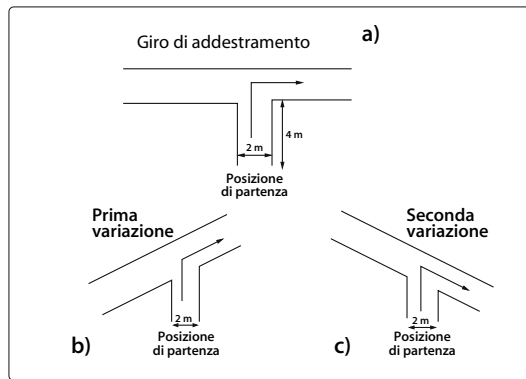 Giro di addestramento
a)
2 m
4 m
Posizione
di partenza
Prima
variazione
Seconda
variazione
2 m
Posizione
di partenza
b)
2 m
Posizione
di partenza
c)